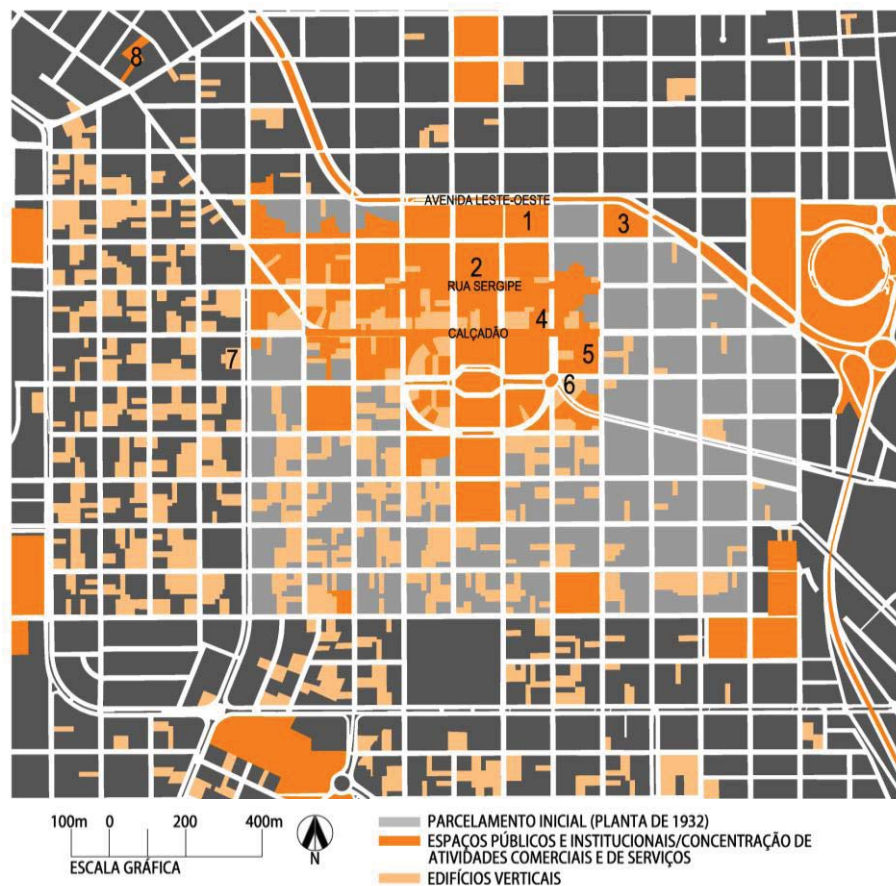 8
AVENIDA LESTE-OESTE
1
3
2
RUA SERGIPE
4
CALÇADÃO
5
7
6
100m 0 200 400m
ESCALA GRÁFICA
N
PARCELAMENTO INICIAL (PLANTA DE 1932)
ESPAÇOS PÚBLICOS E INSTITUCIONAIS/CONCENTRAÇÃO DE
ATIVIDADES COMERCIAIS E DE SERVIÇOS
EDIFÍCIOS VERTICAIS